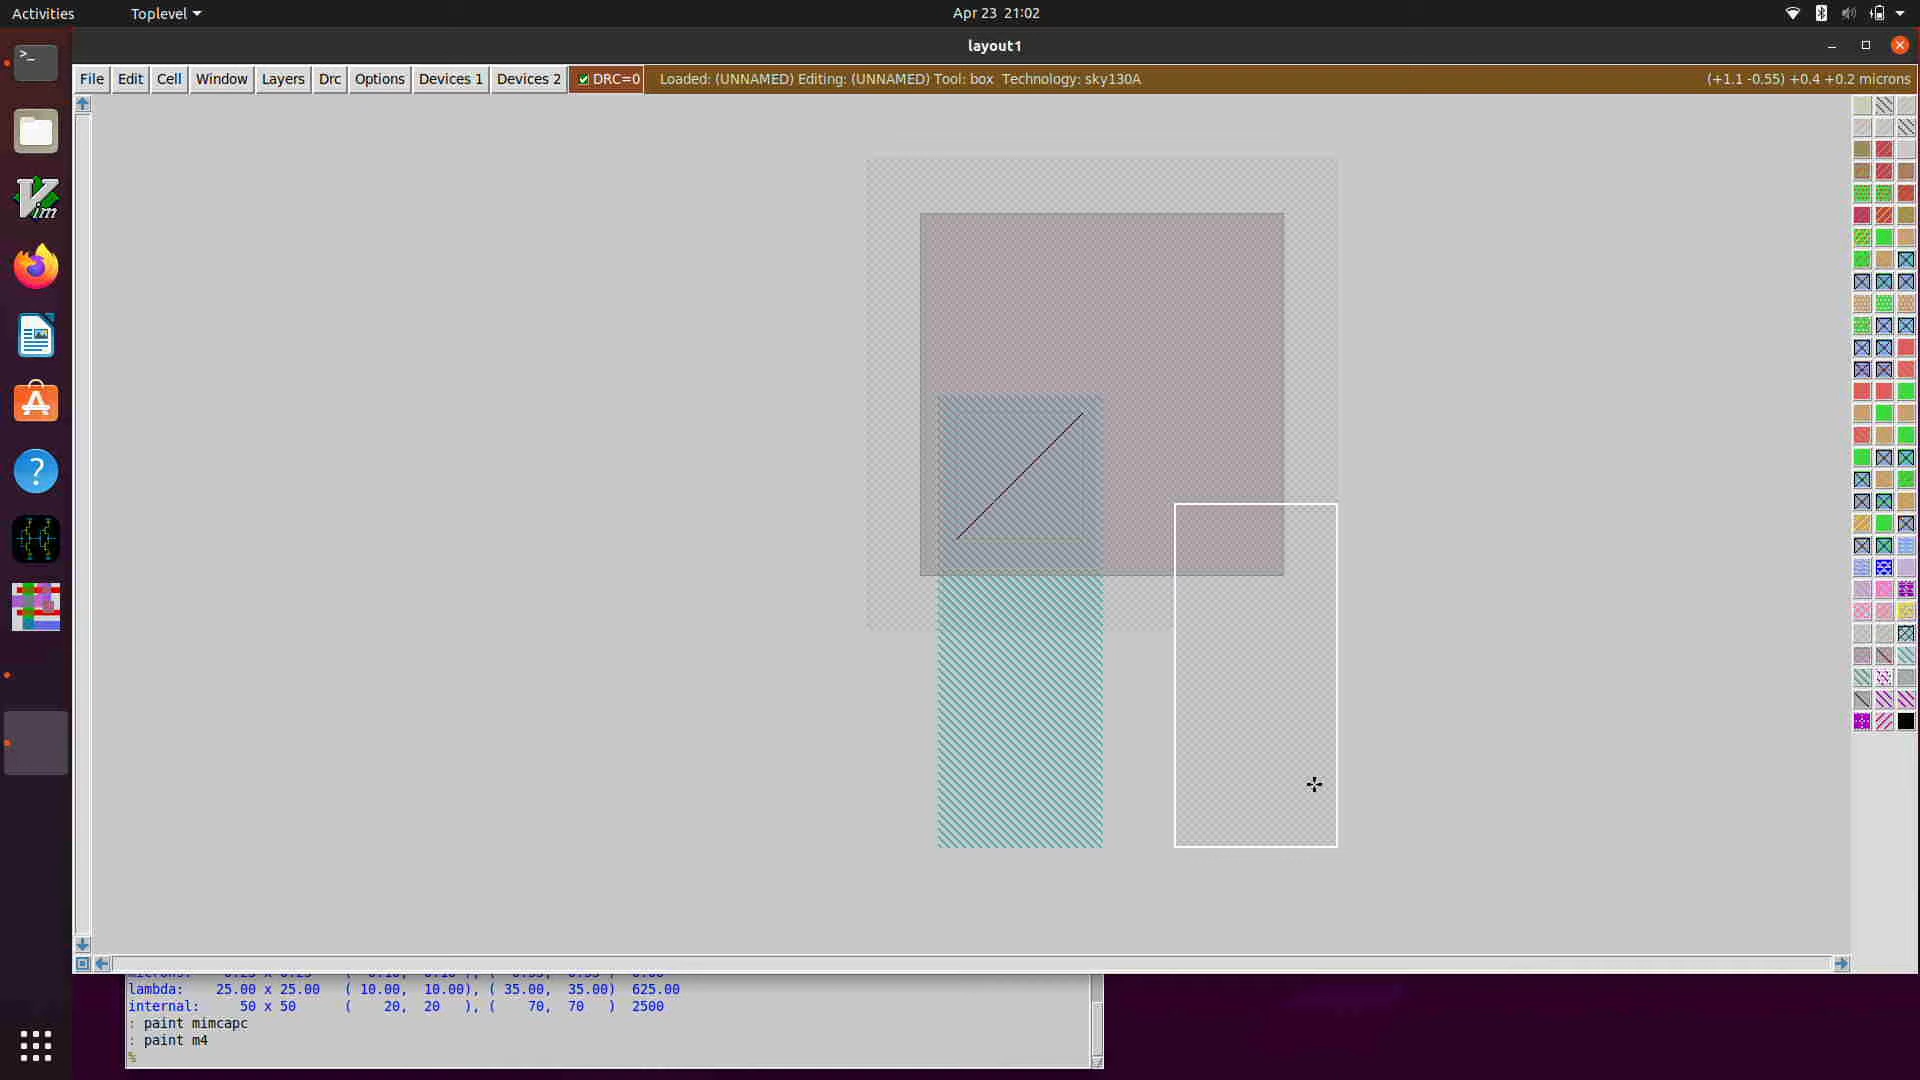 Activities
Toplevel
Apr 23 21:02
layout1
File Edit Cell Window Layers Drc Options Devices 1 Devices 2 DRC=0 Loaded: (UNNAMED) Editing: (UNNAMED) Tool: box Technology: sky130A (+1.1 -0.55) +0.4 +0.2 microns
lambda: 25.00 x 25.00 ( 10.00, 10.00), ( 35.00, 35.00) 625.00
internal: 50 x 50 ( 20, 20 ), ( 70, 70 ) 2500
: paint mimcapc
: paint m4
%